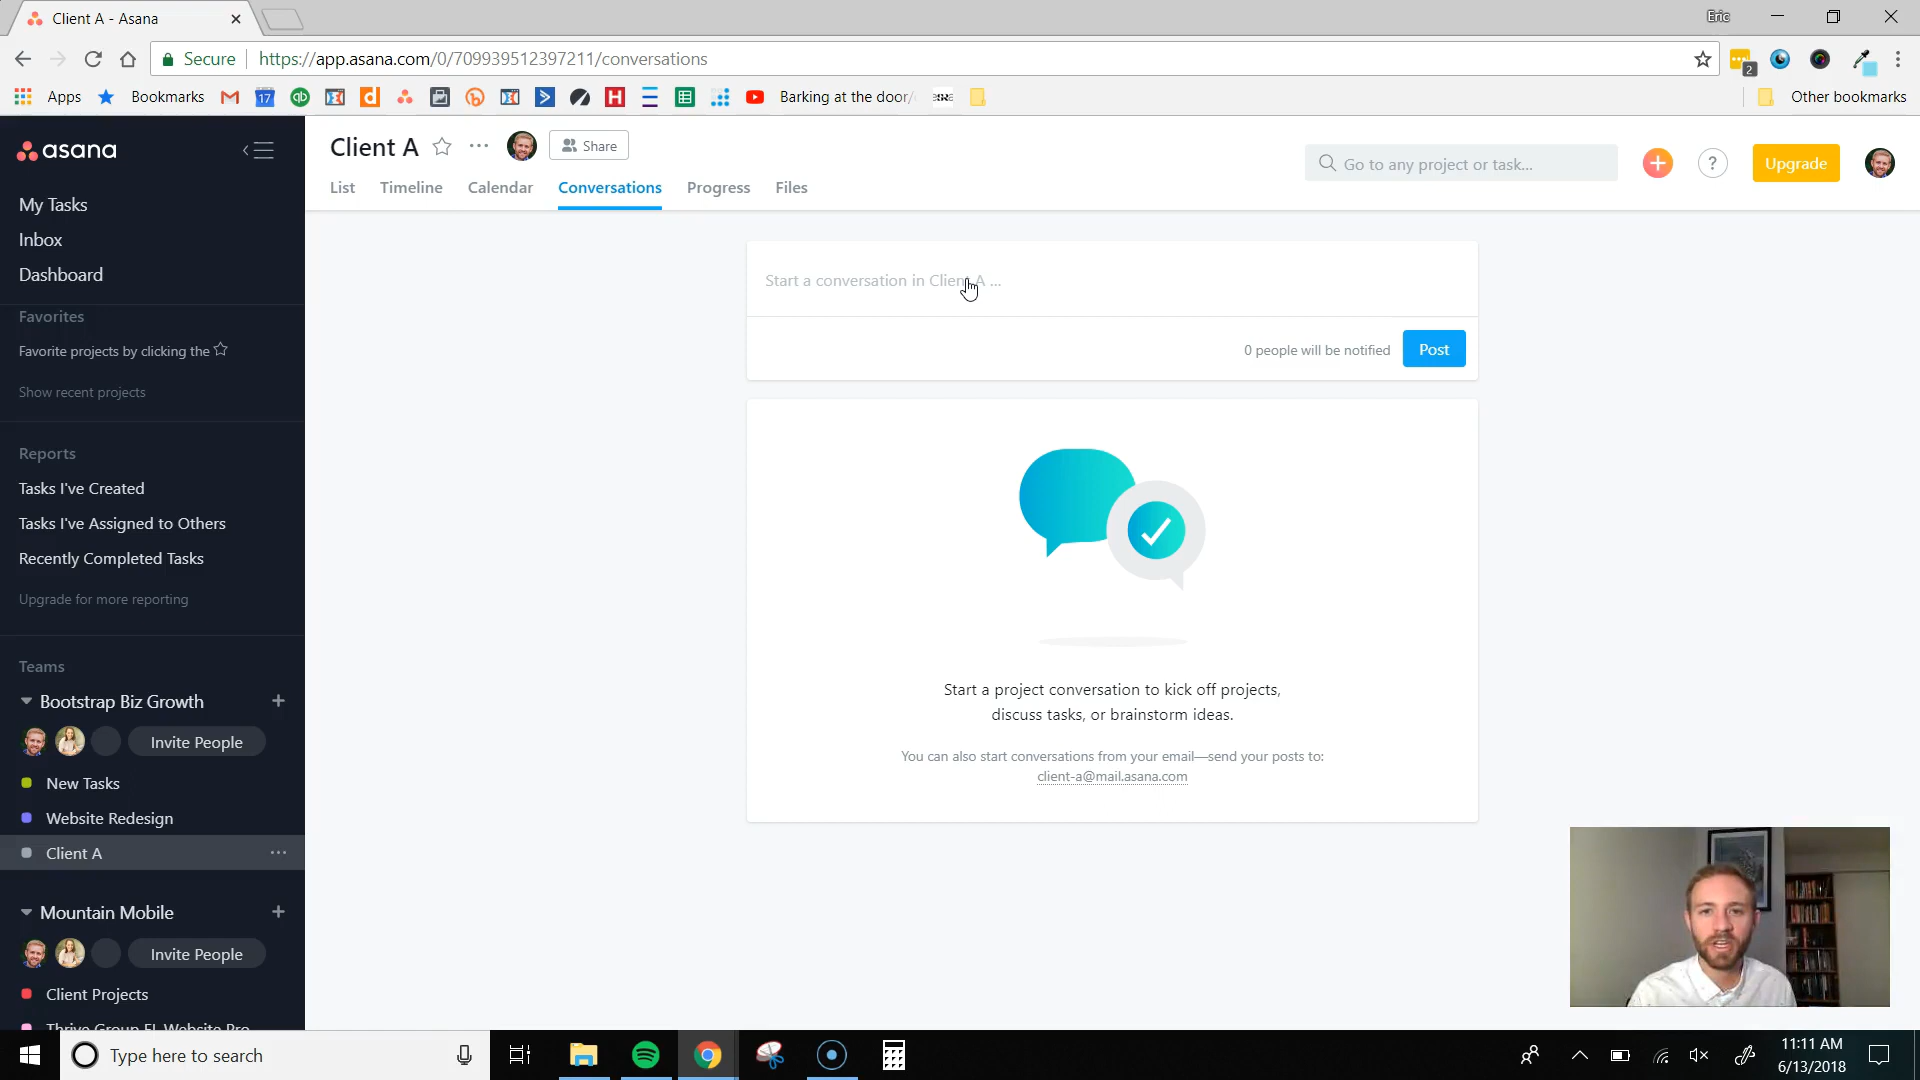 Client A - Asana
Eric
Secure
https://app.asana.com/0/709939512397211/conversations
2
Apps
Bookmarks
17
Barking at the door/
Other bookmarks
asana
My Tasks
Inbox
Dashboard
Favorites
Favorite projects by clicking the
Show recent projects
Reports
Tasks I've Created
Tasks I've Assigned to Others
Recently Completed Tasks
Upgrade for more reporting
Teams
Bootstrap Biz Growth
Invite People
New Tasks
Website Redesign
Client A
Mountain Mobile
Invite People
Client Projects
Client A
Share
List Timeline Calendar Conversations Progress Files
Go to any project or task...
?
Upgrade
Start a conversation in Client A ...
0 people will be notified
Post
Start a project conversation to kick off projects,
discuss tasks, or brainstorm ideas.
You can also start conversations from your email—send your posts to:
client-a@mail.asana.com
Type here to search
11:11 AM
6/13/2018